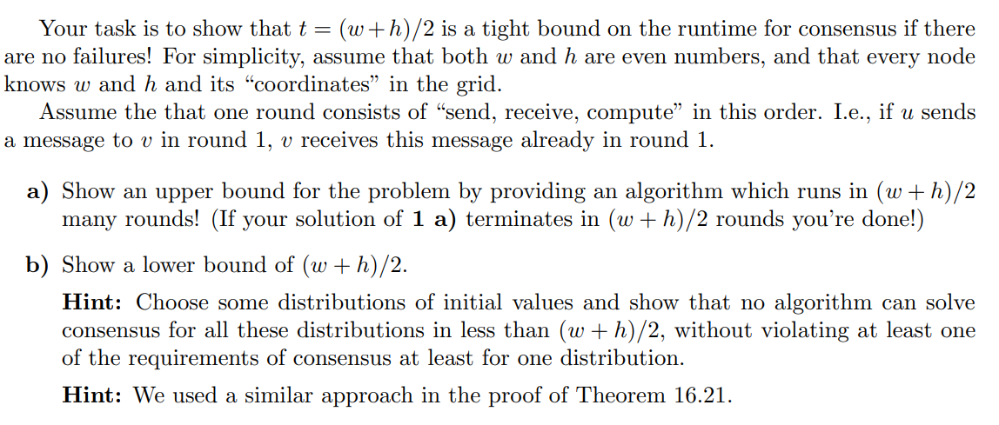 Your task is to show that t = (w + h)/2 is a tight bound on the runtime for consensus if there
are no failures! For simplicity, assume that both w and h are even numbers, and that every node
knows w and h and its “coordinates” in the grid.
Assume the that one round consists of “send, receive, compute” in this order. I.e., if u sends
a message to v in round 1, v receives this message already in round 1.
a) Show an upper bound for the problem by providing an algorithm which runs in (w + h)/2
many rounds! (If your solution of 1 a) terminates in (w + h)/2 rounds you’re done!)
b) Show a lower bound of (w + h)/2.
Hint: Choose some distributions of initial values and show that no algorithm can solve
consensus for all these distributions in less than (w + h)/2, without violating at least one
of the requirements of consensus at least for one distribution.
Hint: We used a similar approach in the proof of Theorem 16.21.